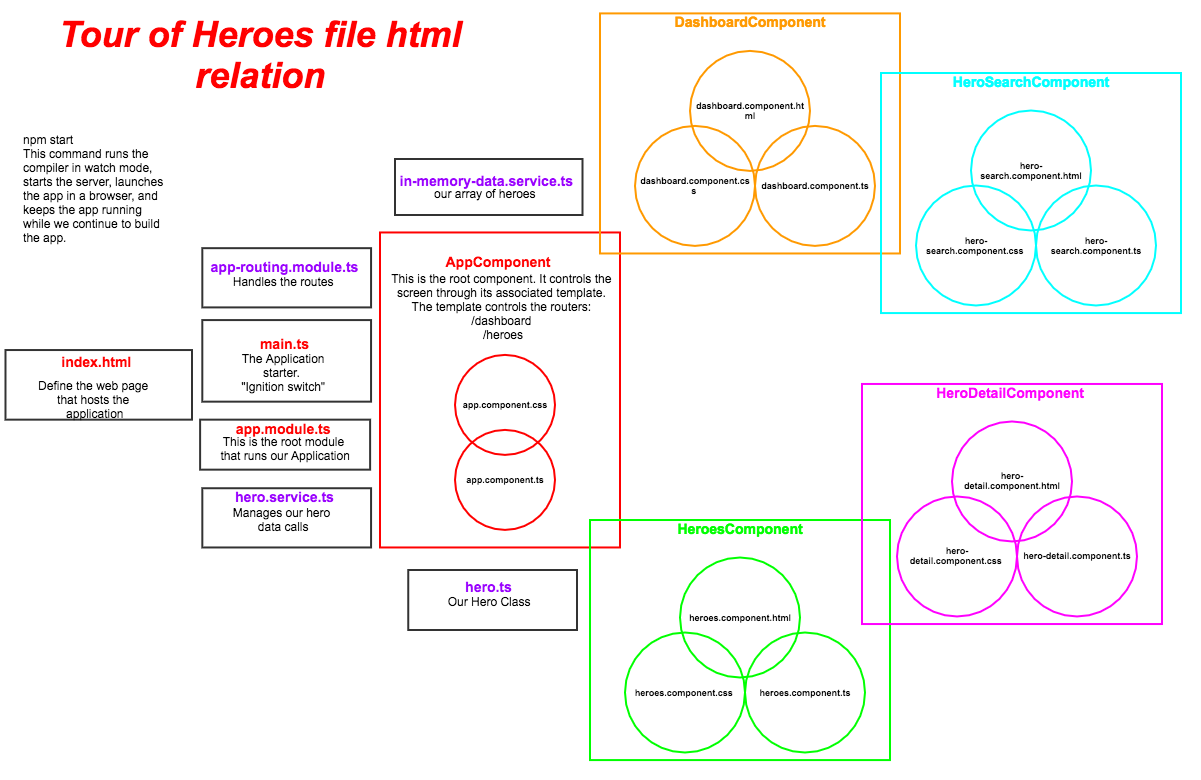 Tour of Heroes file html
relation
npm start
This command runs the
compiler in watch mode,
starts the server, launches
the app in a browser, and
keeps the app running
while we continue to build
the app.
DashboardComponent
dashboard.component.ht
ml
dashboard.component.cs
s
dashboard.component.ts
HeroSearchComponent
hero-
search.component.html
hero-
search.component.css
hero-
search.component.ts
in-memory-data.service.ts
our array of heroes
app-routing.module.ts
Handles the routes
main.ts
The Application
starter.
"Ignition switch"
index.html
Define the web page
that hosts the
application
app.module.ts
This is the root module
that runs our Application
hero.service.ts
Manages our hero
data calls
AppComponent
This is the root component. It controls the
screen through its associated template.
The template controls the routers:
/dashboard
/heroes
app.component.css
app.component.ts
hero.ts
Our Hero Class
HeroDetailComponent
hero-
detail.component.html
hero-
detail.component.css
hero-detail.component.ts
HeroesComponent
heroes.component.html
heroes.component.css
heroes.component.ts